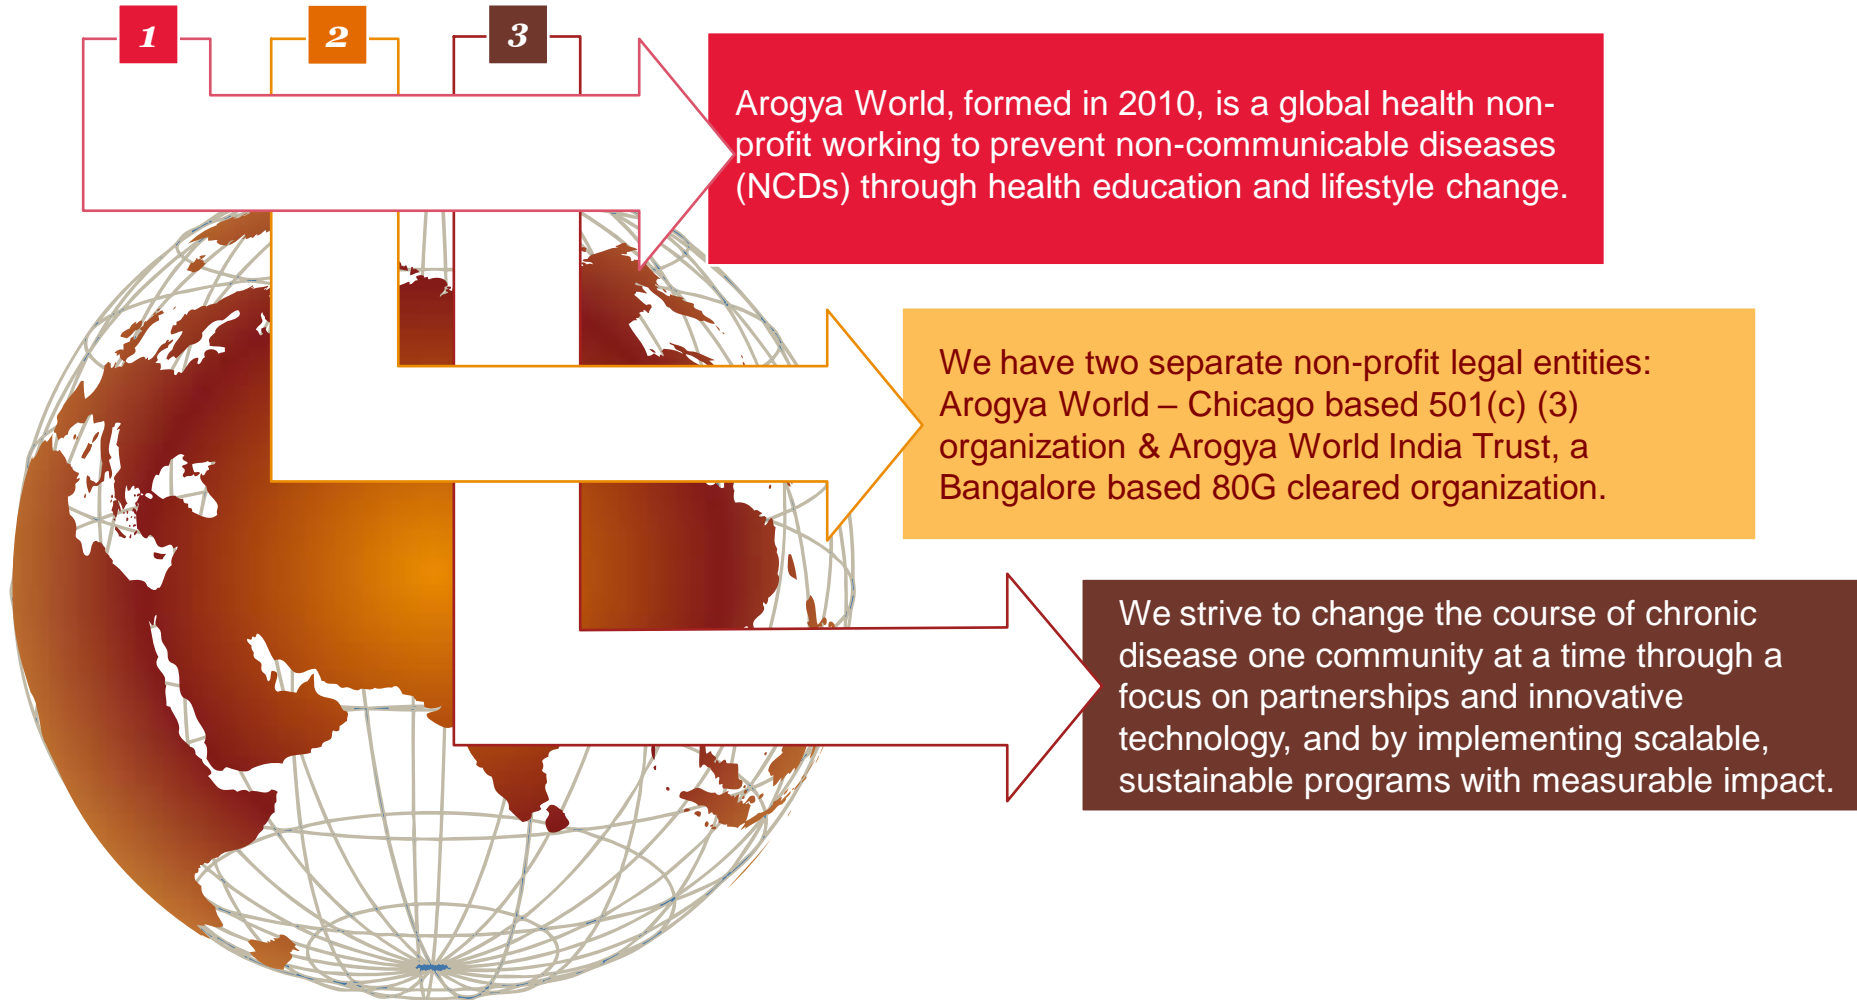 1
2
3
Arogya World, formed in 2010, is a global health non-
profit working to prevent non-communicable diseases
(NCDs) through health education and lifestyle change.
We have two separate non-profit legal entities:
Arogya World – Chicago based 501(c) (3)
organization & Arogya World India Trust, a
Bangalore based 80G cleared organization.
We strive to change the course of chronic
disease one community at a time through a
focus on partnerships and innovative
technology, and by implementing scalable,
sustainable programs with measurable impact.